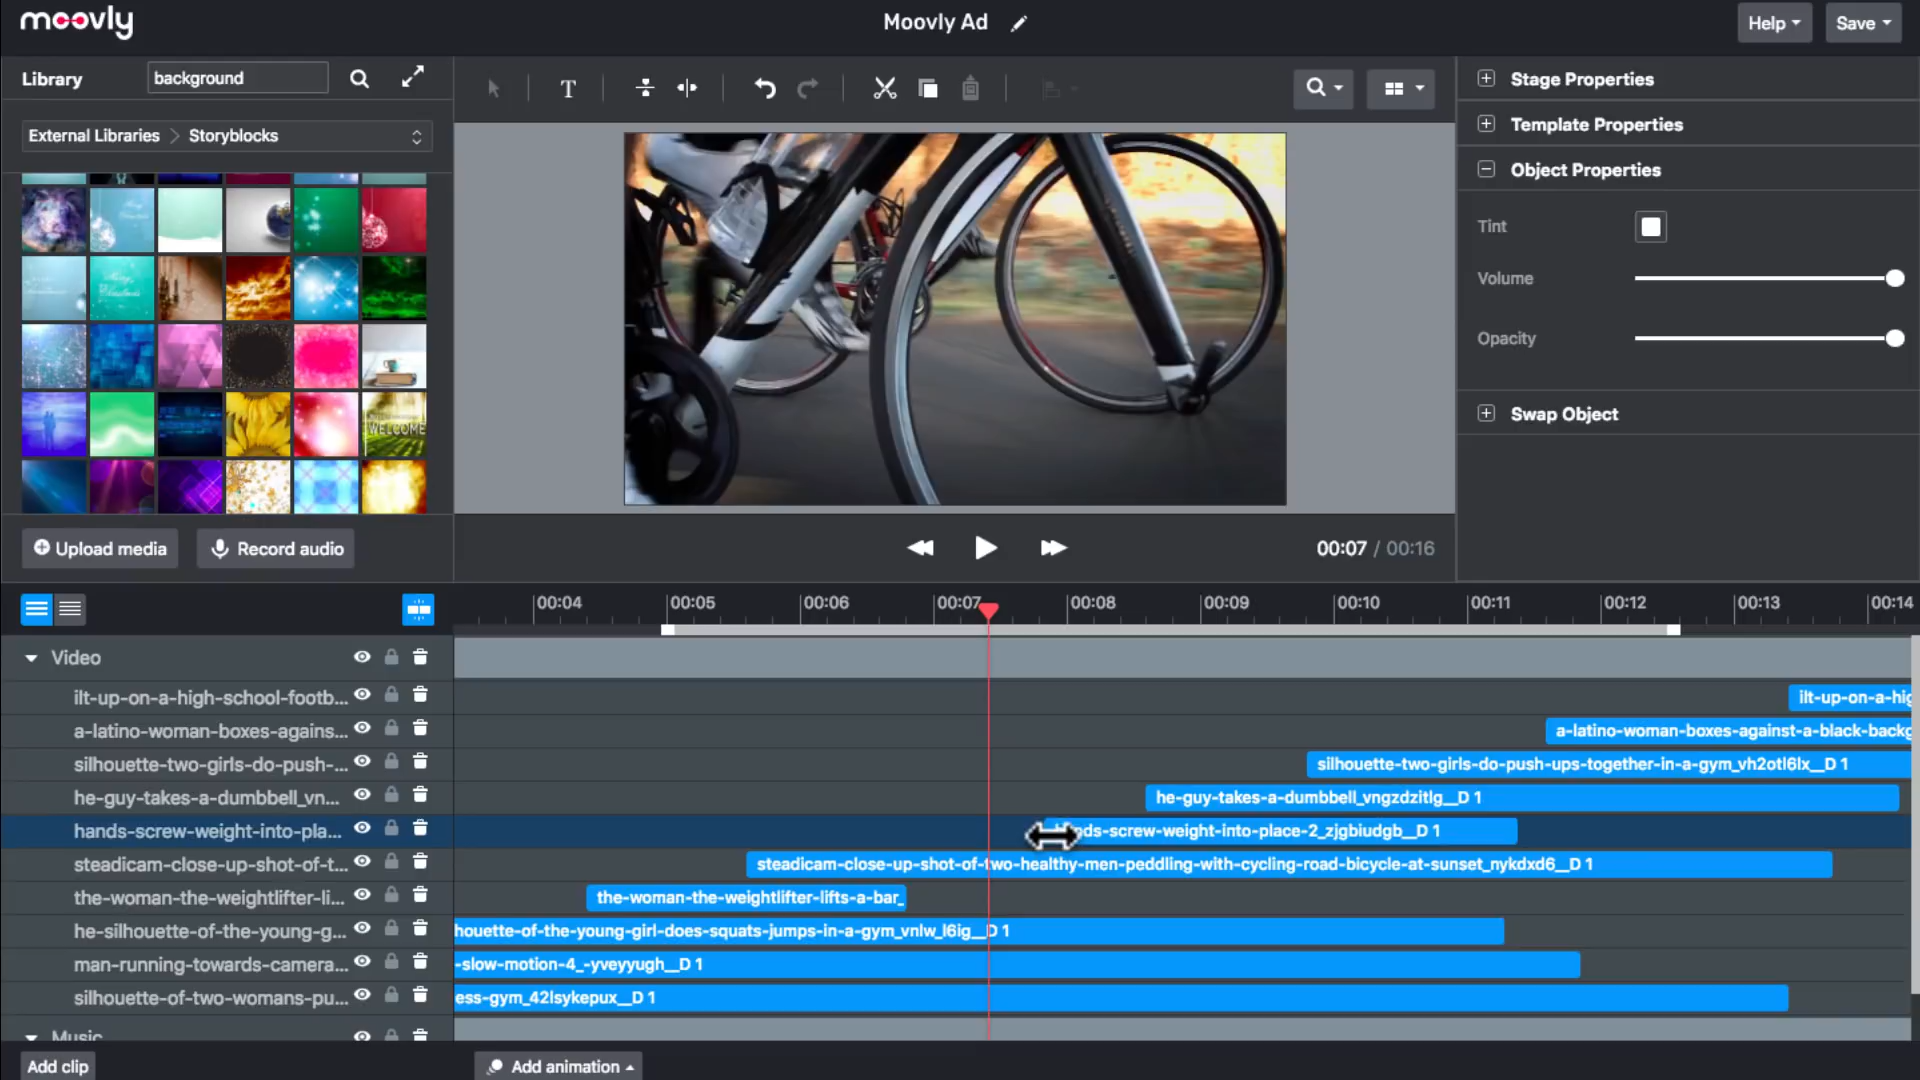 moovly
Moovly Ad
Help
Save
Library
background
External Libraries > Storyblocks
WELCOME
Upload media
Record audio
T
Stage Properties
Template Properties
Object Properties
Tint
Volume
Opacity
Swap Object
00:07 / 00:16
00:04 00:05 00:06 00:07 00:08 00:09 00:10 00:11 00:12 00:13 00:14
Video
ilt-up-on-a-high-school-footb...
ilt-up-on-a-hig
a-latino-woman-boxes-agains...
a-latino-woman-boxes-against-a-black-backg
silhouette-two-girls-do-push-...
silhouette-two-girls-do-push-ups-together-in-a-gym_vh2otl6lx__D 1
he-guy-takes-a-dumbbell_vn...
he-guy-takes-a-dumbbell_vngzdzitlg__D 1
hands-screw-weight-into-pla...
nds-screw-weight-into-place-2_zjgbiudgb__D 1
steadicam-close-up-shot-of-t...
steadicam-close-up-shot-of-two-healthy-men-peddling-with-cycling-road-bicycle-at-sunset_nykdxd6__D 1
the-woman-the-weightlifter-li...
the-woman-the-weightlifter-lifts-a-bar_
he-silhouette-of-the-young-g...
houette-of-the-young-girl-does-squats-jumps-in-a-gym_vnlw_l6ig__D 1
man-running-towards-camera...
-slow-motion-4_-yveyyugh__D 1
silhouette-of-two-womans-pu...
ess-gym_42lsykepux__D 1
Music
Add clip
Add animation